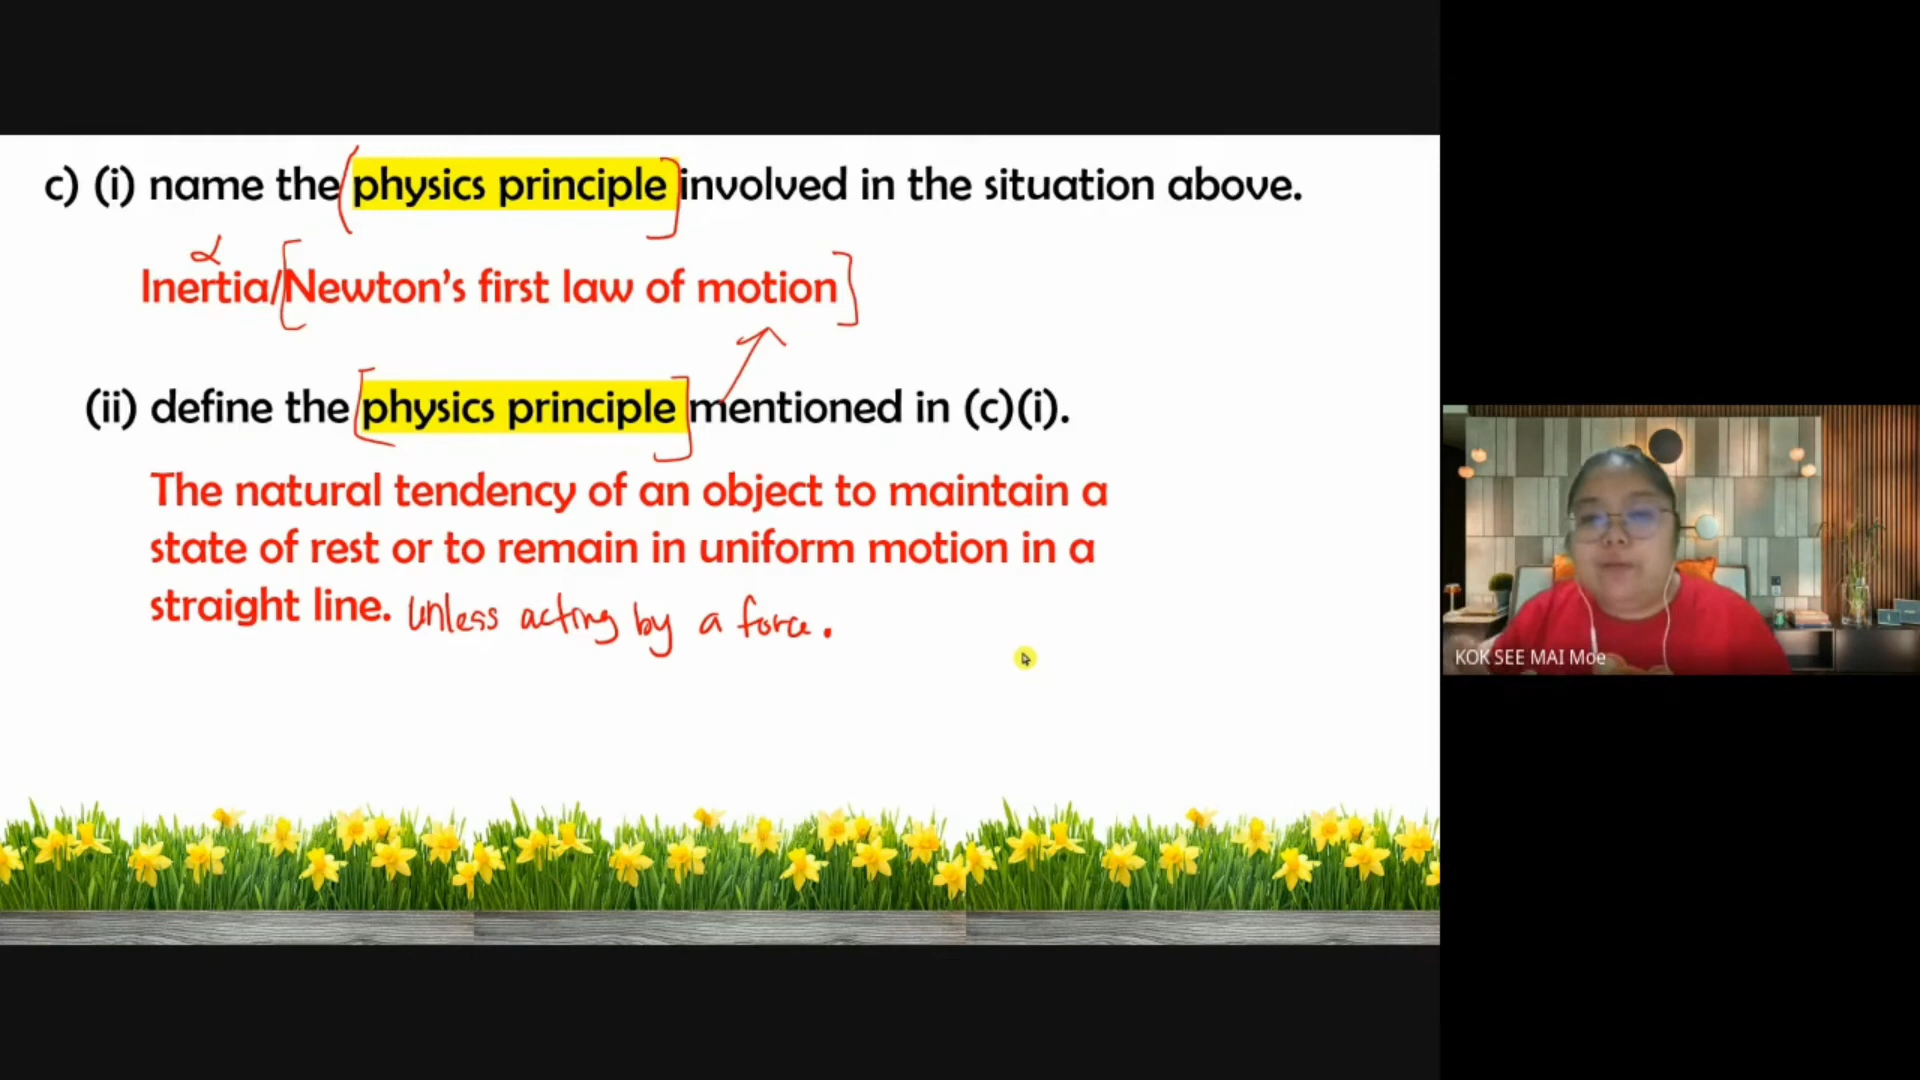 c) (i) name the physics principle involved in the situation above.
Inertia/Newton's first law of motion
(ii) define the physics principle mentioned in (c)(i).
The natural tendency of an object to maintain a
state of rest or to remain in uniform motion in a
straight line. Unless acting by a force.
KOK SEE MAI Moe